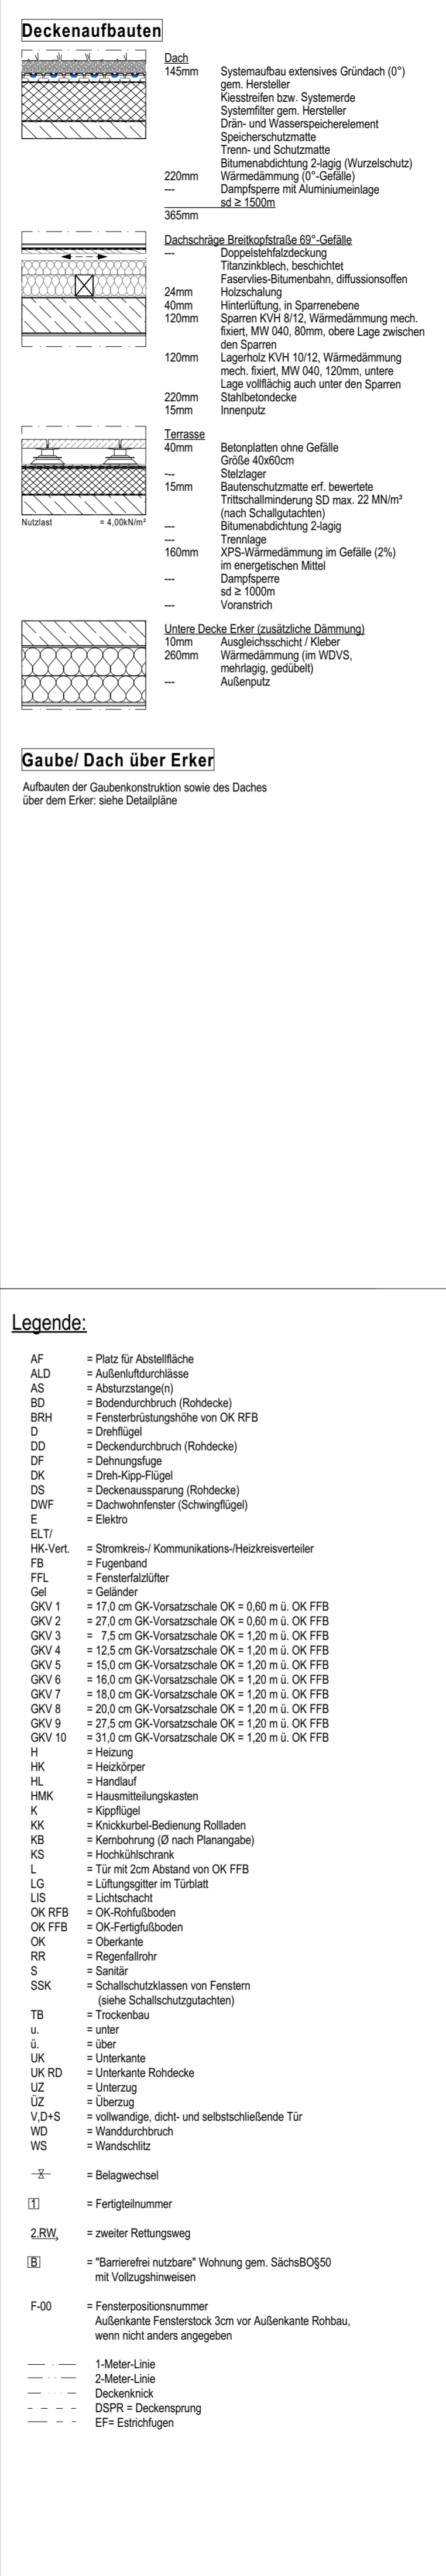 Deckenaufbauten
Dach
145mm Systemaufbau extensives Gründach (0°)
gem. Hersteller
Kiesstreifen bzw. Systemerde
Systemfilter gem. Hersteller
Drän- und Wasserspeicherelement
Speicherschutzmatte
Trenn- und Schutzmatte
Bitumenabdichtung 2-lagig (Wurzelschutz)
220mm Wärmedämmung (0°-Gefälle)
--- Dampfsperre mit Aluminiumeinlage
sd ≥ 1500m
365mm
Dachschräge Breitkopfstraße 69°-Gefälle
--- Doppelstehfalzdeckung
Titanzinkblech, beschichtet
Faservlies-Bitumenbahn, diffusionsoffen
24mm Holzschalung
40mm Hinterlüftung, in Sparrenebene
120mm Sparren KVH 8/12, Wärmedämmung mech.
fixiert, MW 040, 80mm, obere Lage zwischen
den Sparren
120mm Lagerholz KVH 10/12, Wärmedämmung
mech. fixiert, MW 040, 120mm, untere
Lage vollflächig auch unter den Sparren
220mm Stahlbetondecke
15mm Innenputz
Terrasse
40mm Betonplatten ohne Gefälle
Größe 40x60cm
--- Stelzlager
15mm Bautenschutzmatte erf. bewertete
Trittschallminderung SD max. 22 MN/m³
(nach Schallgutachten)
--- Bitumenabdichtung 2-lagig
--- Trennlage
160mm XPS-Wärmedämmung im Gefälle (2%)
im energetischen Mittel
--- Dampfsperre
sd ≥ 1000m
--- Voranstrich
Nutzlast = 4,00kN/m²
Untere Decke Erker (zusätzliche Dämmung)
10mm Ausgleichsschicht / Kleber
260mm Wärmedämmung (im WDVS,
mehrlagig, gedübelt)
--- Außenputz
Gaube/ Dach über Erker
Aufbauten der Gaubenkonstruktion sowie des Daches
über dem Erker: siehe Detailpläne
Legende:
AF = Platz für Abstellfläche
ALD = Außenluftdurchlässe
AS = Absturzstange(n)
BD = Bodendurchbruch (Rohdecke)
BRH = Fensterbrüstungshöhe von OK RFB
D = Drehflügel
DD = Deckendurchbruch (Rohdecke)
DF = Dehnungsfuge
DK = Dreh-Kipp-Flügel
DS = Deckenaussparung (Rohdecke)
DWF = Dachwohnfenster (Schwingflügel)
E = Elektro
ELT/
HK-Vert. = Stromkreis-/ Kommunikations-/Heizkreisverteiler
FB = Fugenband
FFL = Fensterfalzlüfter
Gel = Geländer
GKV 1 = 17,0 cm GK-Vorsatzschale OK = 0,60 m ü. OK FFB
GKV 2 = 27,0 cm GK-Vorsatzschale OK = 0,60 m ü. OK FFB
GKV 3 = 7,5 cm GK-Vorsatzschale OK = 1,20 m ü. OK FFB
GKV 4 = 12,5 cm GK-Vorsatzschale OK = 1,20 m ü. OK FFB
GKV 5 = 15,0 cm GK-Vorsatzschale OK = 1,20 m ü. OK FFB
GKV 6 = 16,0 cm GK-Vorsatzschale OK = 1,20 m ü. OK FFB
GKV 7 = 18,0 cm GK-Vorsatzschale OK = 1,20 m ü. OK FFB
GKV 8 = 20,0 cm GK-Vorsatzschale OK = 1,20 m ü. OK FFB
GKV 9 = 27,5 cm GK-Vorsatzschale OK = 1,20 m ü. OK FFB
GKV 10 = 31,0 cm GK-Vorsatzschale OK = 1,20 m ü. OK FFB
H = Heizung
HK = Heizkörper
HL = Handlauf
HMK = Hausmitteilungskasten
K = Kippflügel
KK = Knickkurbel-Bedienung Rollladen
KB = Kernbohrung (Ø nach Planangabe)
KS = Hochkühlschrank
L = Tür mit 2cm Abstand von OK FFB
LG = Lüftungsgitter im Türblatt
LIS = Lichtschacht
OK RFB = OK-Rohfußboden
OK FFB = OK-Fertigfußboden
OK = Oberkante
RR = Regenfallrohr
S = Sanitär
SSK = Schallschutzklassen von Fenstern
(siehe Schallschutzgutachten)
TB = Trockenbau
u. = unter
ü. = über
UK = Unterkante
UK RD = Unterkante Rohdecke
UZ = Unterzug
ÜZ = Überzug
V,D+S = vollwandige, dicht- und selbstschließende Tür
WD = Wanddurchbruch
WS = Wandschlitz
= Belagwechsel
1 = Fertigteilnummer
2.RW = zweiter Rettungsweg
B = "Barrierefrei nutzbare" Wohnung gem. SächsBO§50
mit Vollzugshinweisen
F-00 = Fensterpositionsnummer
Außenkante Fensterstock 3cm vor Außenkante Rohbau,
wenn nicht anders angegeben
1-Meter-Linie
2-Meter-Linie
Deckenknick
DSPR = Deckensprung
EF= Estrichfugen